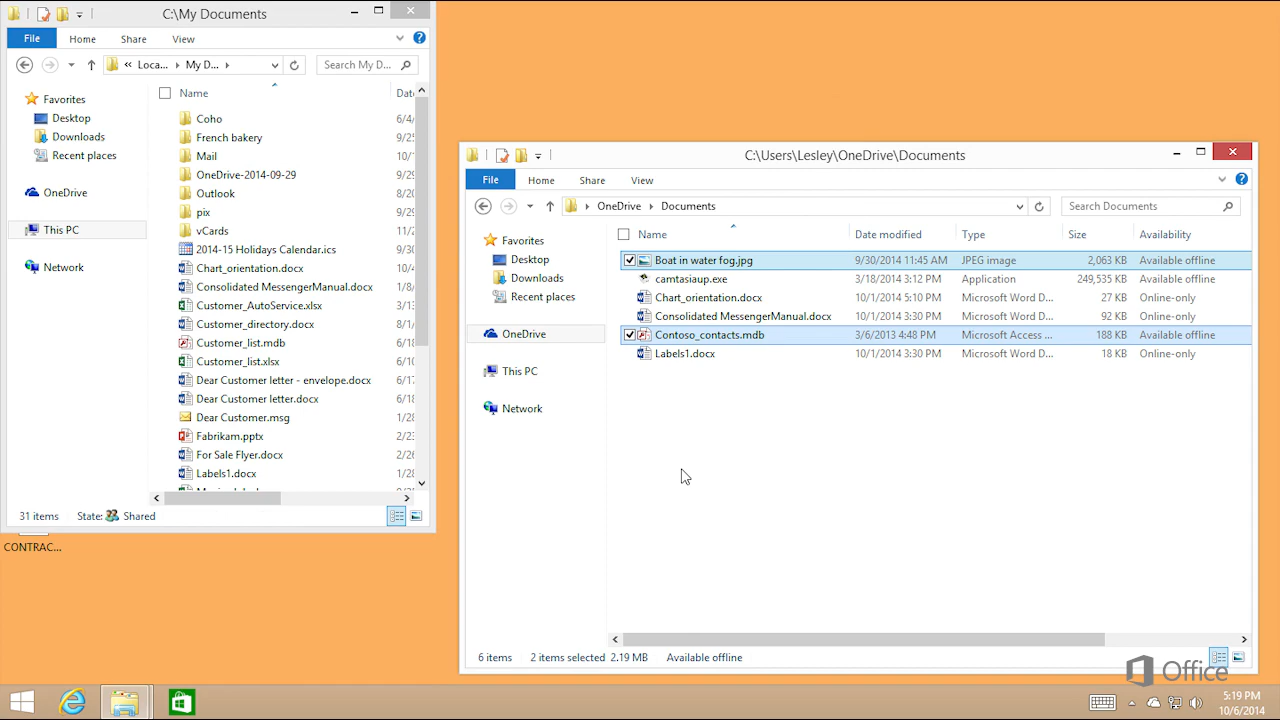 C:\My Documents
File Home Share View
« Loca... My D... Search My D...
Name Date
Favorites
Desktop
Downloads
Recent places
OneDrive
This PC
Network
Coho 6/4/
French bakery 9/25
Mail 10/1
OneDrive-2014-09-29 9/29
Outlook 8/20
pix 9/29
vCards 11/2
2014-15 Holidays Calendar.ics 9/30
Chart_orientation.docx 10/
Consolidated MessengerManual.docx 1/8/
Customer_AutoService.xlsx 3/13
Customer_directory.docx 8/1/
Customer_list.mdb 9/23
Customer_list.xlsx 6/17
Dear Customer letter - envelope.docx 6/17
Dear Customer letter.docx 6/18
Dear Customer.msg 1/28
Fabrikam.pptx 2/23
For Sale Flyer.docx 2/2
Labels1.docx 1/28
31 items State: Shared
CONTRAC...
C:\Users\Lesley\OneDrive\Documents
File Home Share View
OneDrive Documents Search Documents
Favorites
Desktop
Downloads
Recent places
OneDrive
This PC
Network
Name Date modified Type Size Availability
Boat in water fog.jpg 9/30/2014 11:45 AM JPEG image 2,063 KB Available offline
camtasiaup.exe 3/18/2014 3:12 PM Application 249,535 KB Available offline
Chart_orientation.docx 10/1/2014 5:10 PM Microsoft Word D... 27 KB Online-only
Consolidated MessengerManual.docx 10/1/2014 3:30 PM Microsoft Word D... 92 KB Online-only
Contoso_contacts.mdb 3/6/2013 4:48 PM Microsoft Access ... 188 KB Available offline
Labels1.docx 10/1/2014 3:30 PM Microsoft Word D... 18 KB Online-only
6 items 2 items selected 2.19 MB Available offline
Office
5:19 PM
10/6/2014